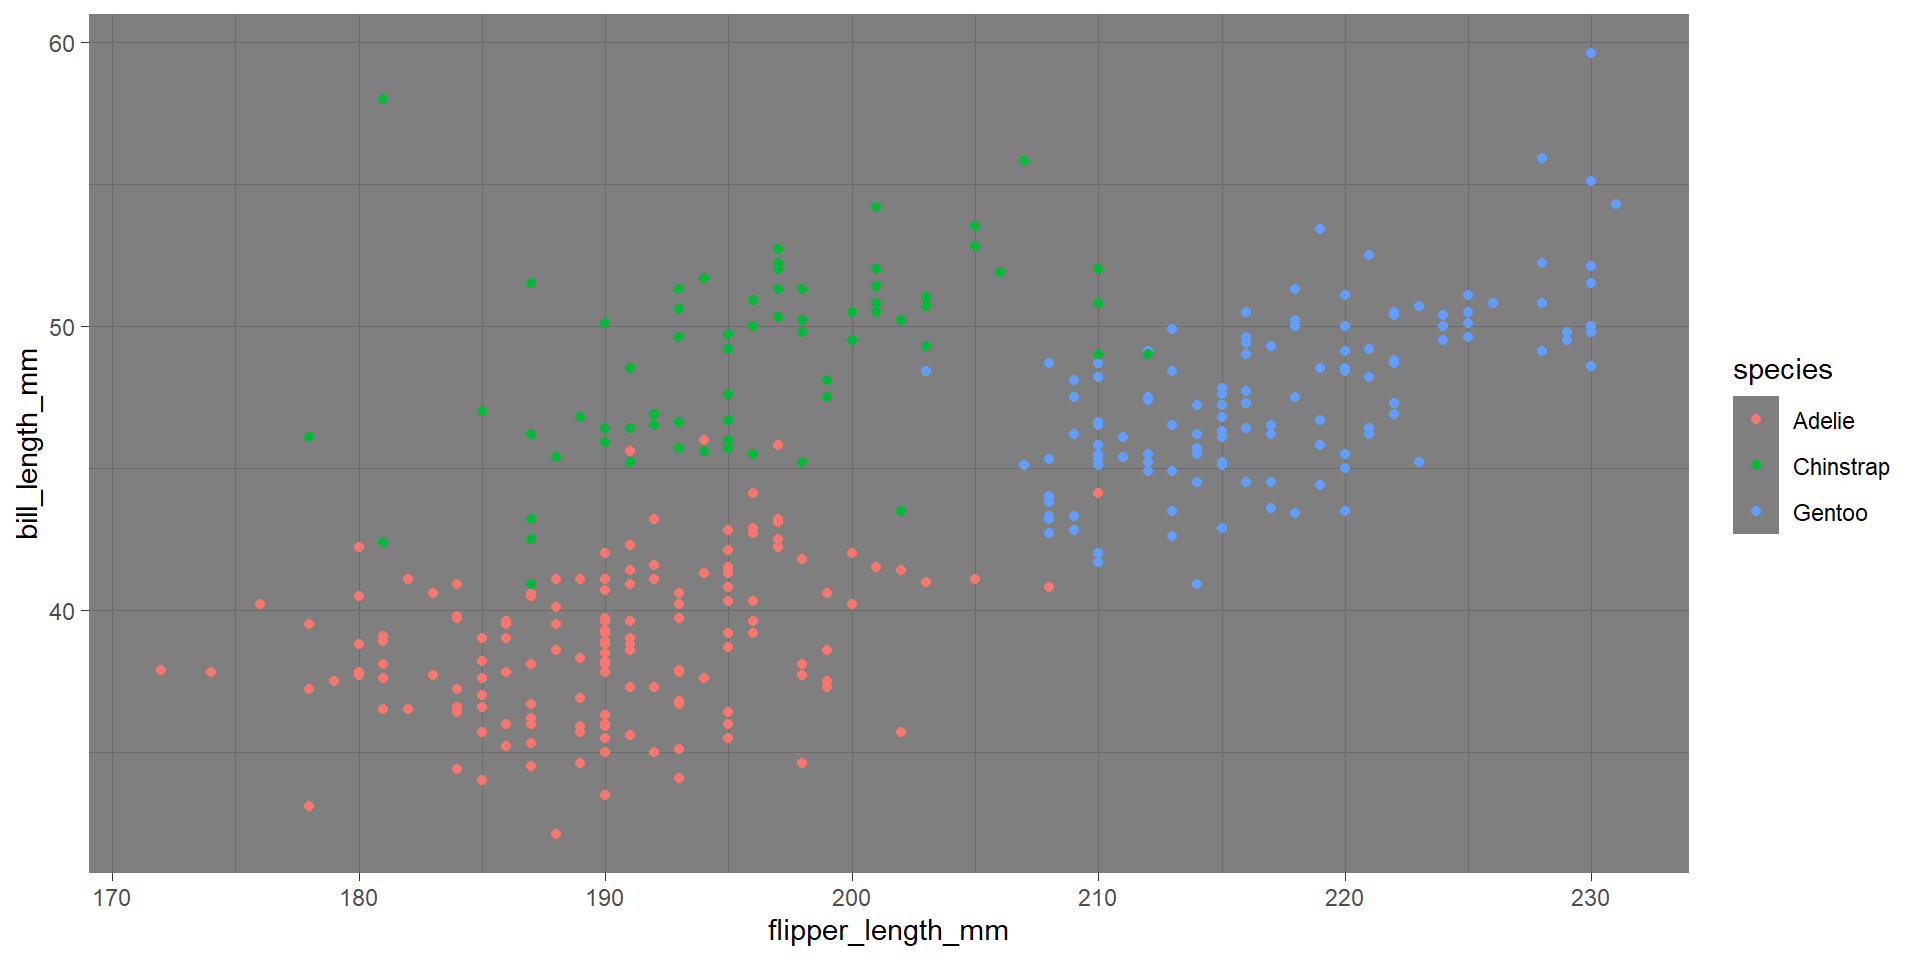 60
50
40
bill_length_mm
170 180 190 200 210 220 230
flipper_length_mm
species
Adelie
Chinstrap
Gentoo